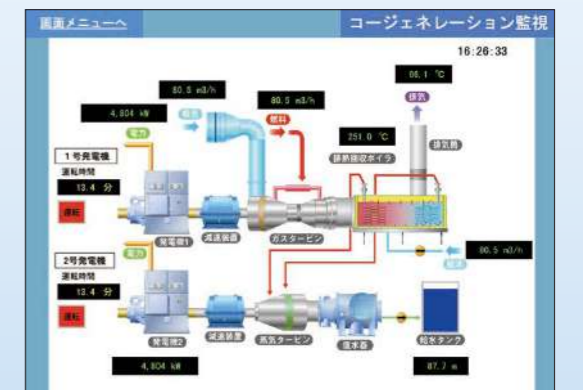 画面メニューへ
コージェネレーション監視
16:26:33
80.5 m3/h
80.5 m3/h
4,804 kW
電力
燃料
排気
251.0 ℃
排熱回収ボイラ
排気筒
1号発電機
運転時間
13.4 分
運転
発電機1
減速装置
ガスタービン
80.5 m3/h
2号発電機
運転時間
13.4 分
運転
電力
発電機2
減速装置
蒸気タービン
復水器
給水タンク
4,804 kW
87.2 m